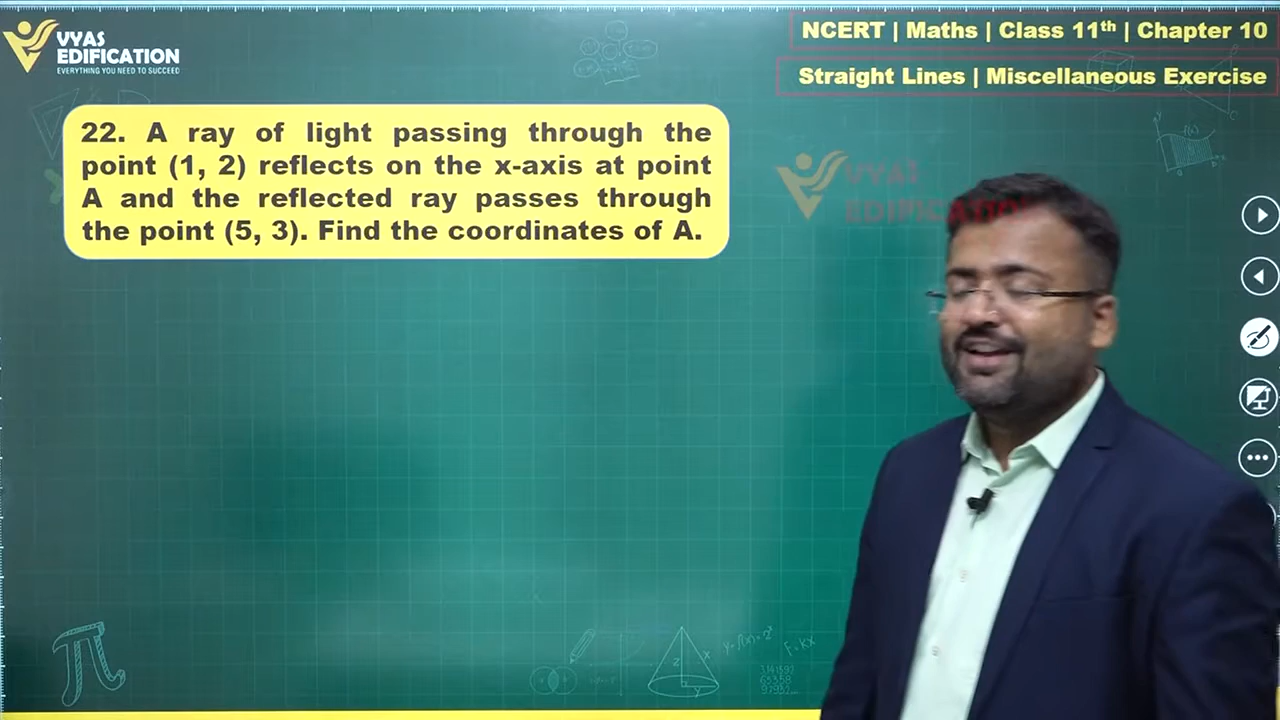 VYAS
EDIFICATION
EVERYTHING YOU NEED TO SUCCEED
NCERT | Maths | Class 11th | Chapter 10
Straight Lines | Miscellaneous Exercise
22. A ray of light passing through the
point (1, 2) reflects on the x-axis at point
A and the reflected ray passes through
the point (5, 3). Find the coordinates of A.
VYAS
EDIFICATION
π